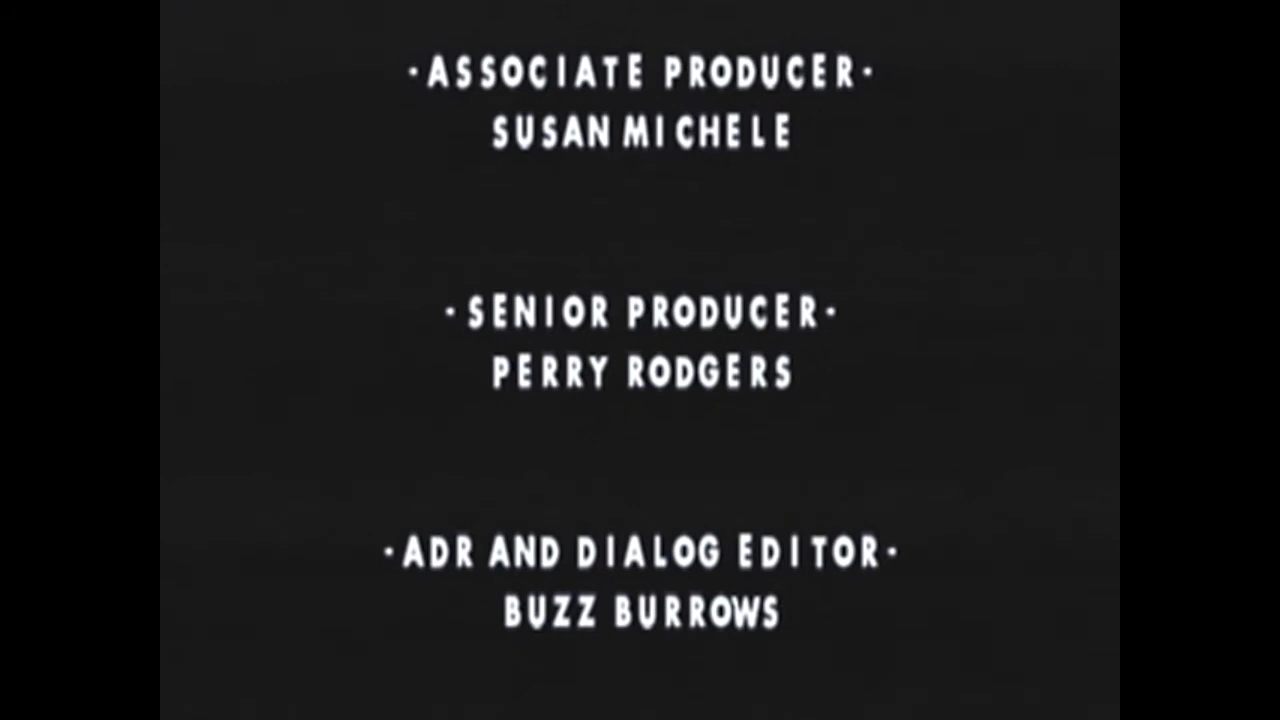 ·ASSOCIATE PRODUCER·
SUSAN MICHELE
·SENIOR PRODUCER·
PERRY RODGERS
·ADR AND DIALOG EDITOR·
BUZZ BURROWS